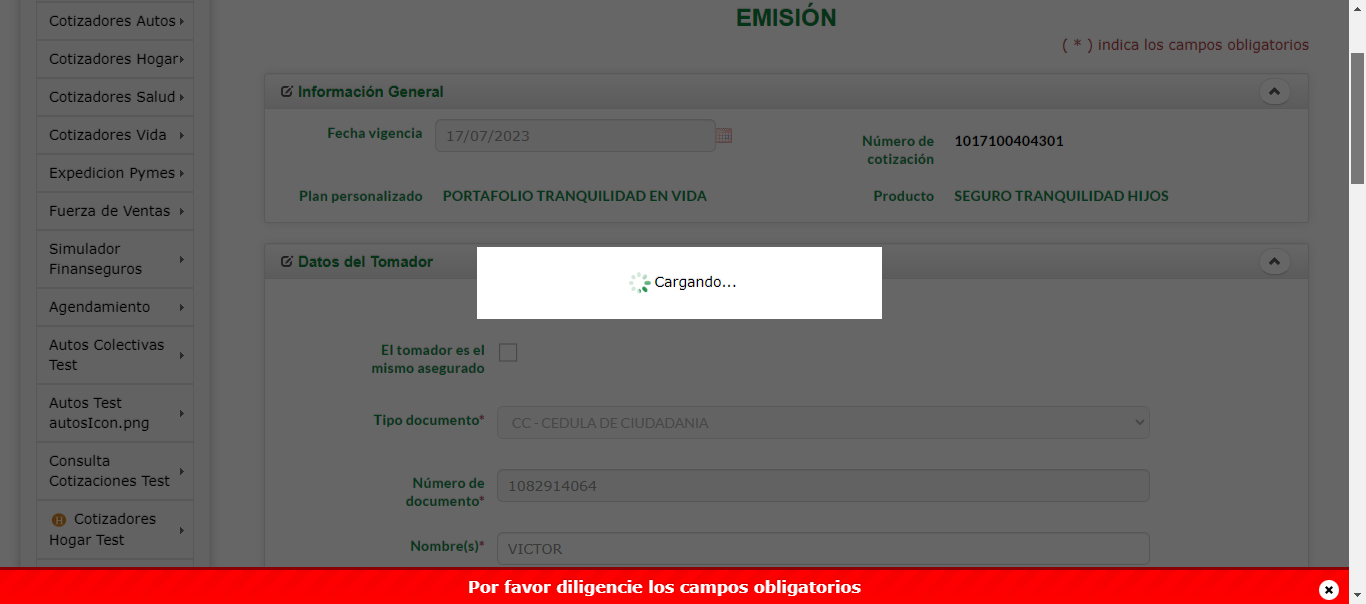 Cotizadores Autos
Cotizadores Hogar
Cotizadores Salud
Cotizadores Vida
Expedicion Pymes
Fuerza de Ventas
Simulador
Finanseguros
Agendamiento
Autos Colectivas
Test
Autos Test
autosIcon.png
Consulta
Cotizaciones Test
H Cotizadores
Hogar Test
EMISIÓN
( * ) indica los campos obligatorios
Información General
Fecha vigencia 17/07/2023
Número de
cotización 1017100404301
Plan personalizado PORTAFOLIO TRANQUILIDAD EN VIDA
Producto SEGURO TRANQUILIDAD HIJOS
Datos del Tomador
Cargando...
El tomador es el
mismo asegurado
Tipo documento* CC - CEDULA DE CIUDADANIA
Número de
documento* 1082914064
Nombre(s)* VICTOR
Por favor diligencie los campos obligatorios